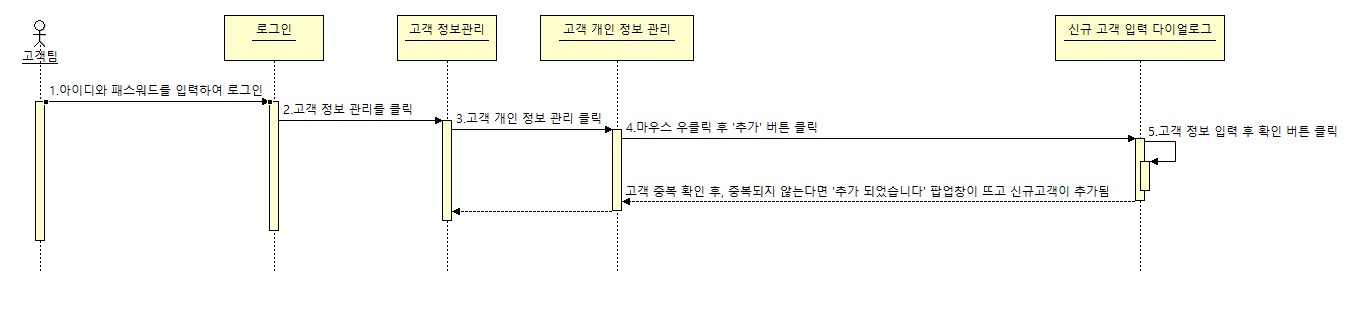 로그인
고객 정보관리
고객 개인 정보 관리
신규 고객 입력 다이얼로그
고객팀
1.아이디와 패스워드를 입력하여 로그인
2.고객 정보 관리를 클릭
3.고객 개인 정보 관리 클릭
4.마우스 우클릭 후 '추가' 버튼 클릭
5.고객 정보 입력 후 확인 버튼 클릭
고객 중복 확인 후, 중복되지 않는다면 '추가 되었습니다' 팝업창이 뜨고 신규고객이 추가됨